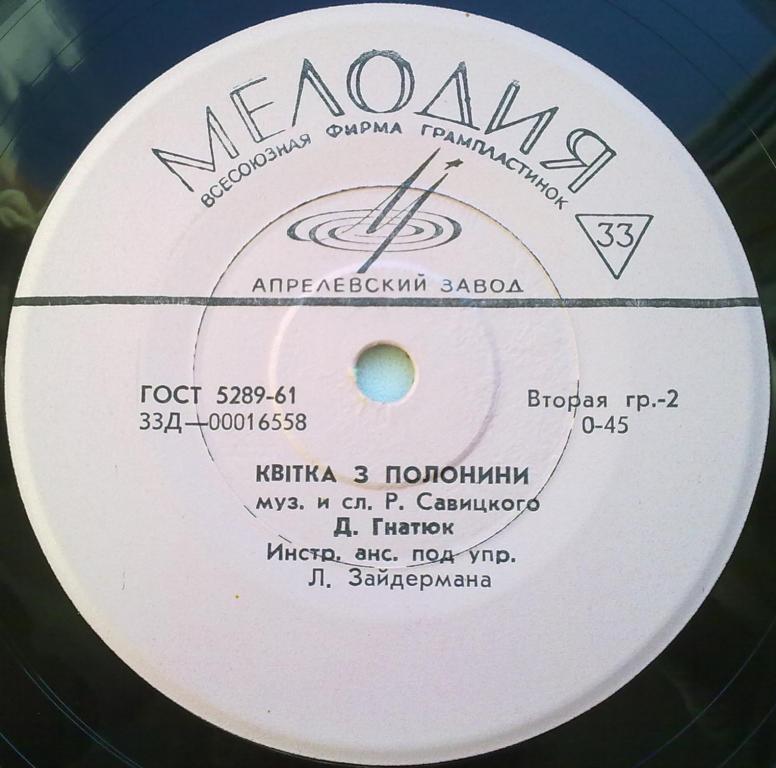 МЕЛОДИЯ
ВСЕСОЮЗНАЯ ФИРМА ГРАМПЛАСТИНОК
33
АПРЕЛЕВСКИЙ ЗАВОД
ГОСТ 5289-61
Вторая гр.-2
33Д—00016558
0-45
КВІТКА З ПОЛОНИНИ
муз. и сл. Р. Савицкого
Д. Гнатюк
Инстр. анс. под упр.
Л. Зайдермана